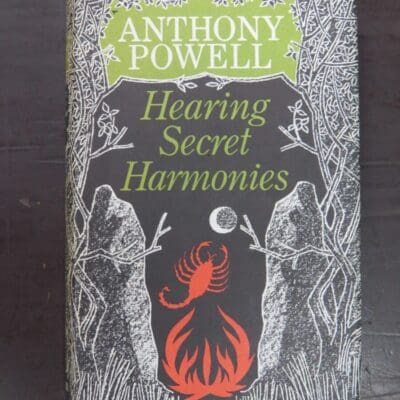 ANTHONY
POWELL
Hearing
Secret
Harmonies